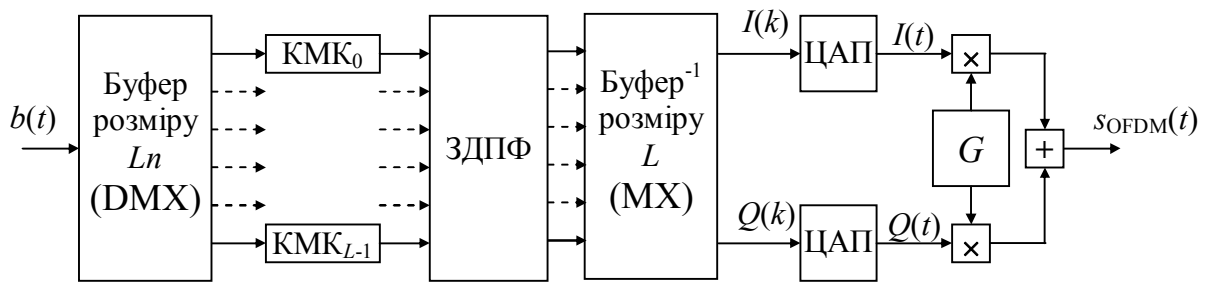 b(t)
Буфер
розміру
Ln
(DMX)
КМК0
КМКL-1
ЗДПФ
Буфер-1
розміру
L
(MX)
I(k)
ЦАП
I(t)
×
G
+
sOFDM(t)
Q(k)
ЦАП
Q(t)
×